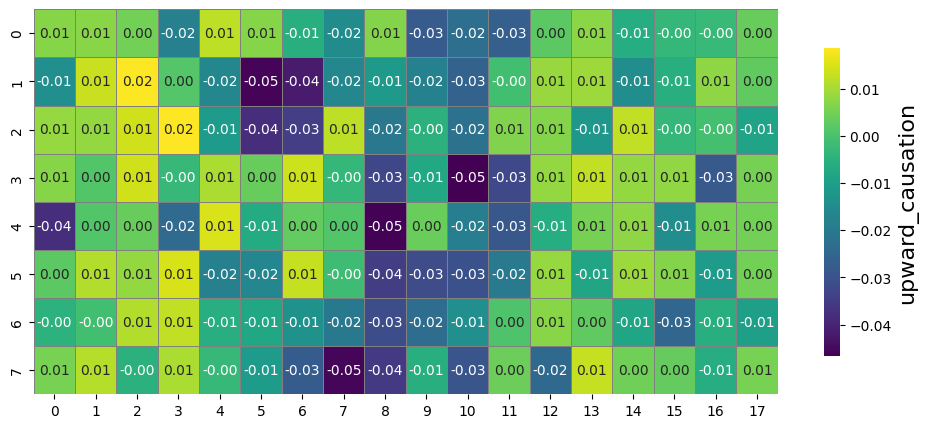 0 0.01 0.01 0.00 -0.02 0.01 0.01 -0.01 -0.02 0.01 -0.03 -0.02 -0.03 0.00 0.01 -0.01 -0.00 -0.00 0.00
1 -0.01 0.01 0.02 0.00 -0.02 -0.05 -0.04 -0.02 -0.01 -0.02 -0.03 -0.00 0.01 0.01 -0.01 -0.01 0.01 0.00
2 0.01 0.01 0.01 0.02 -0.01 -0.04 -0.03 0.01 -0.02 -0.00 -0.02 0.01 0.01 -0.01 0.01 -0.00 -0.00 -0.01
3 0.01 0.00 0.01 -0.00 0.01 0.00 0.01 -0.00 -0.03 -0.01 -0.05 -0.03 0.01 0.01 0.01 0.01 -0.03 0.00
4 -0.04 0.00 0.00 -0.02 0.01 -0.01 0.00 0.00 -0.05 0.00 -0.02 -0.03 -0.01 0.01 0.01 -0.01 0.01 0.00
5 0.00 0.01 0.01 0.01 -0.02 -0.02 0.01 -0.00 -0.04 -0.03 -0.03 -0.02 0.01 -0.01 0.01 0.01 -0.01 0.00
6 -0.00 -0.00 0.01 0.01 -0.01 -0.01 -0.01 -0.02 -0.03 -0.02 -0.01 0.00 0.01 0.00 -0.01 -0.03 -0.01 -0.01
7 0.01 0.01 -0.00 0.01 -0.00 -0.01 -0.03 -0.05 -0.04 -0.01 -0.03 0.00 -0.02 0.01 0.00 0.00 -0.01 0.01
0 1 2 3 4 5 6 7 8 9 10 11 12 13 14 15 16 17
0.01
0.00
−0.01
−0.02
−0.03
−0.04
upward_causation